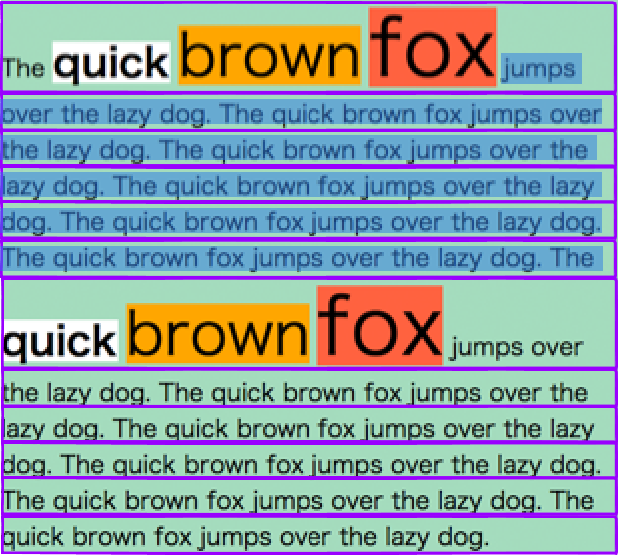 The quick brown fox jumps
over the lazy dog. The quick brown fox jumps over
the lazy dog. The quick brown fox jumps over the
lazy dog. The quick brown fox jumps over the lazy
dog. The quick brown fox jumps over the lazy dog.
The quick brown fox jumps over the lazy dog. The
quick brown fox jumps over
the lazy dog. The quick brown fox jumps over the
lazy dog. The quick brown fox jumps over the lazy
dog. The quick brown fox jumps over the lazy dog.
The quick brown fox jumps over the lazy dog. The
quick brown fox jumps over the lazy dog.